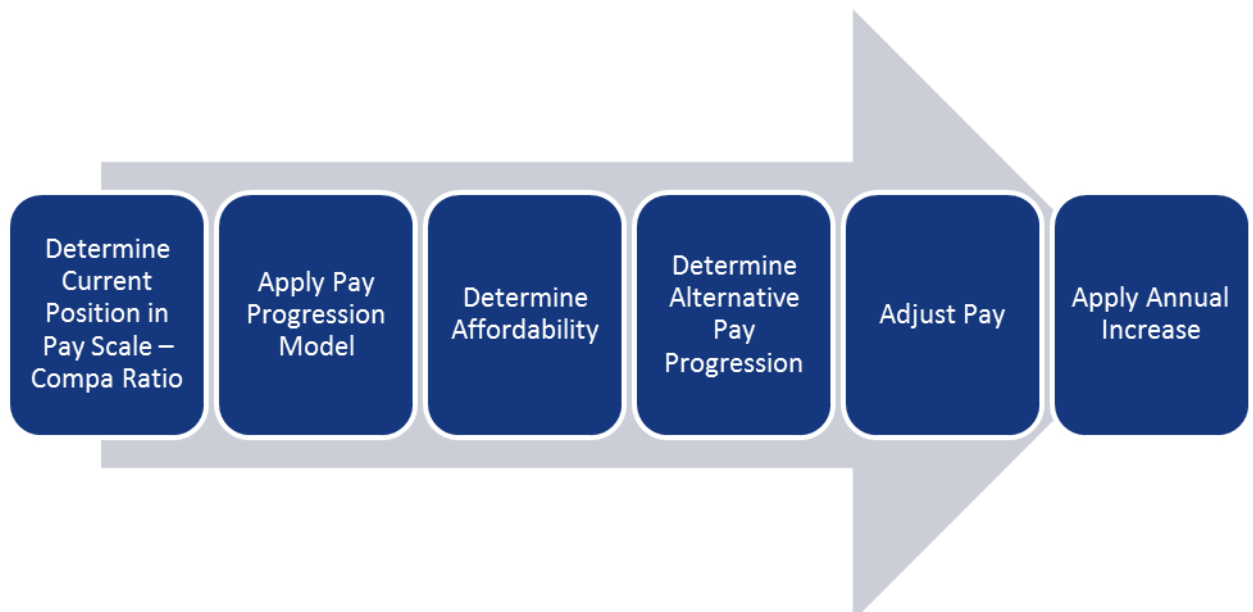 Determine
Current
Position in
Pay Scale –
Compa Ratio
Apply Pay
Progression
Model
Determine
Affordability
Determine
Alternative
Pay
Progression
Adjust Pay
Apply Annual
Increase